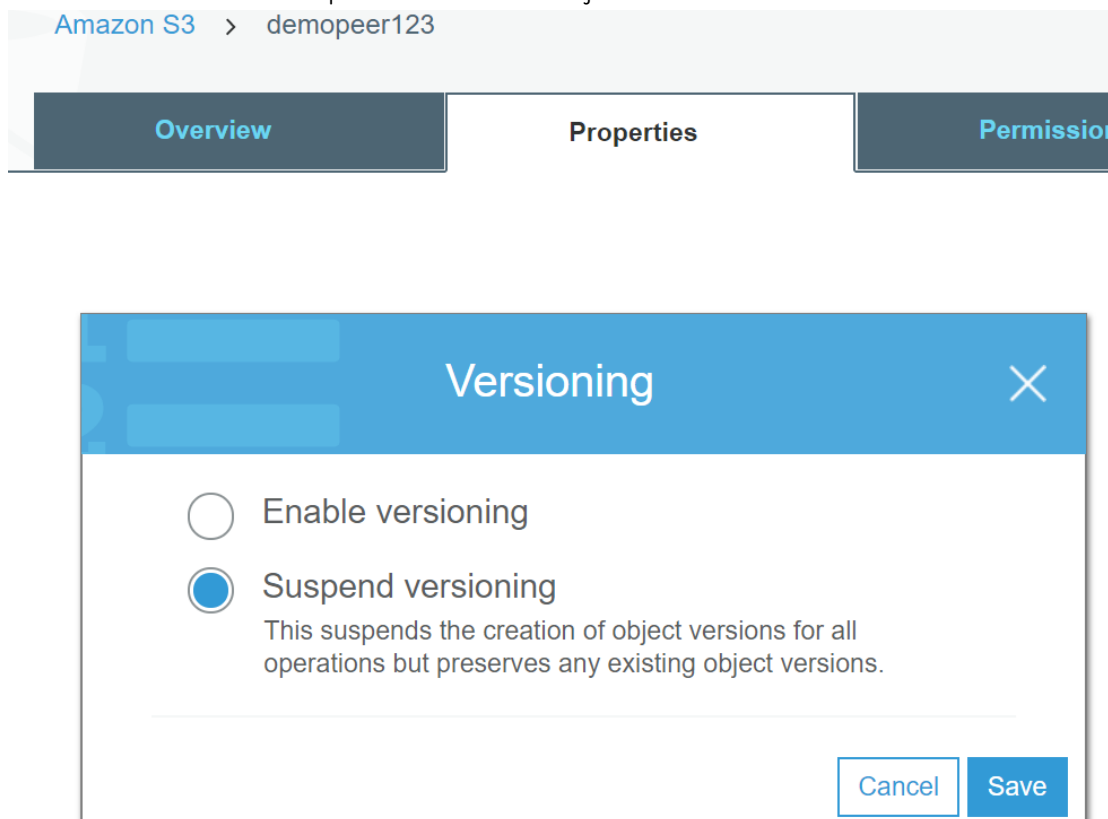 Amazon S3 > demopeer123
Overview Properties
Versioning
Enable versioning
Suspend versioning
This suspends the creation of object versions for all
operations but preserves any existing object versions.
Cancel Save